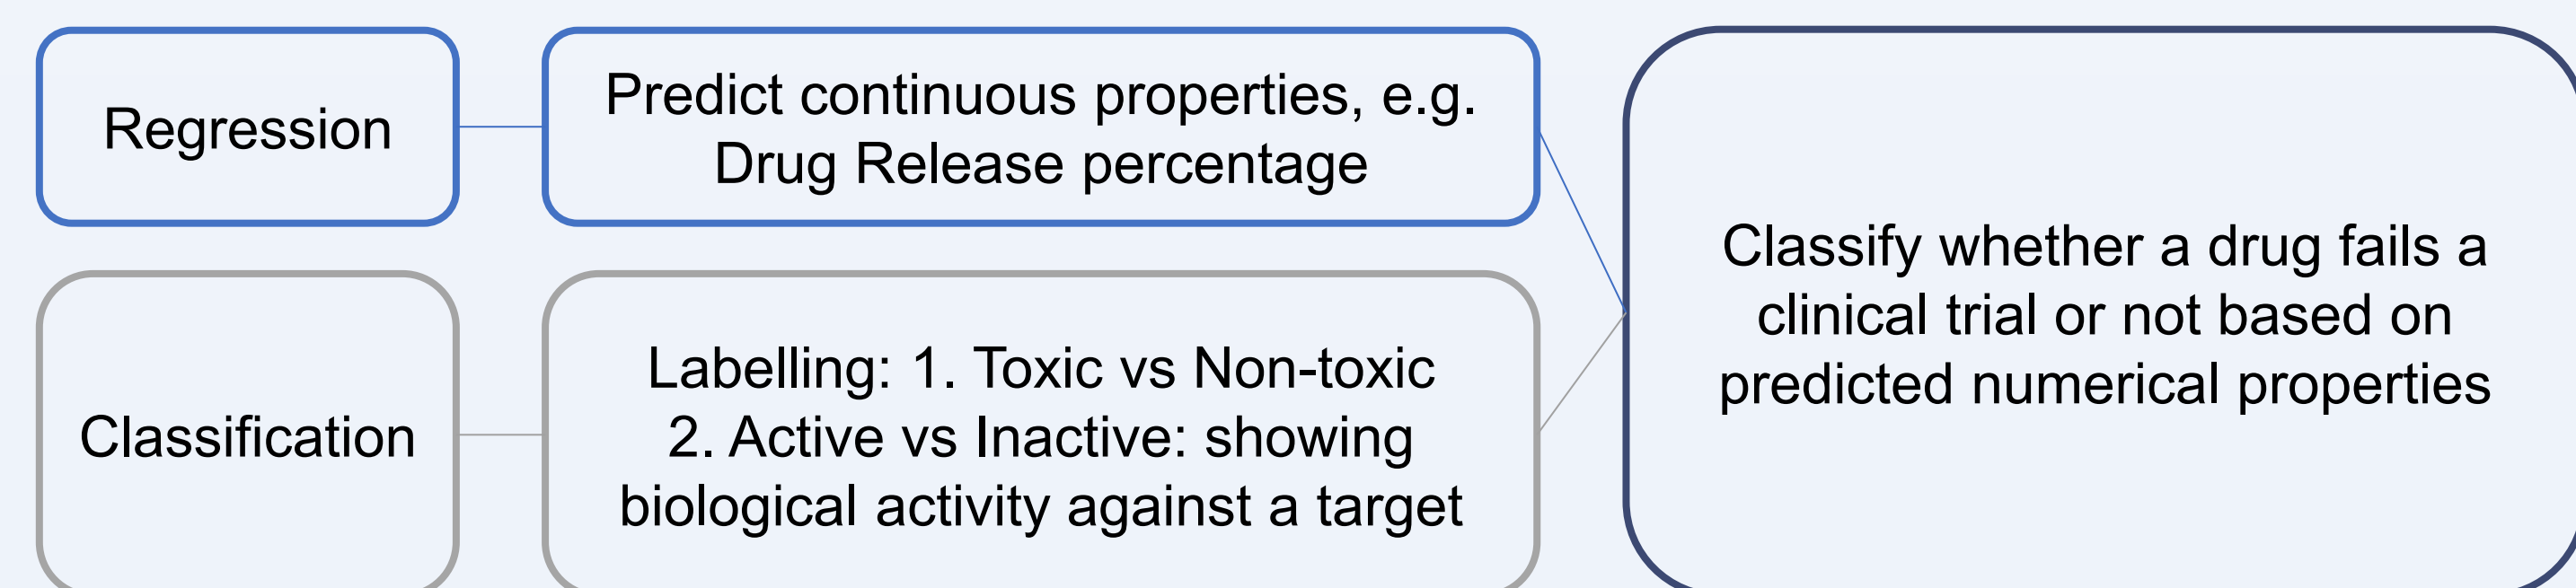 Regression
Predict continuous properties, e.g.
Drug Release percentage
Classification
Labelling: 1. Toxic vs Non-toxic
2. Active vs Inactive: showing
biological activity against a target
Classify whether a drug fails a
clinical trial or not based on
predicted numerical properties